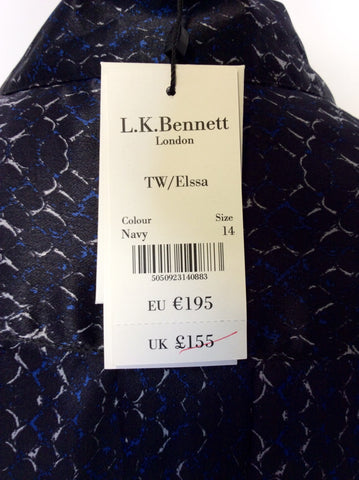 L.K.Bennett
London
TW/Elssa
Colour Size
Navy 14
5050923140883
EU €195
UK £155